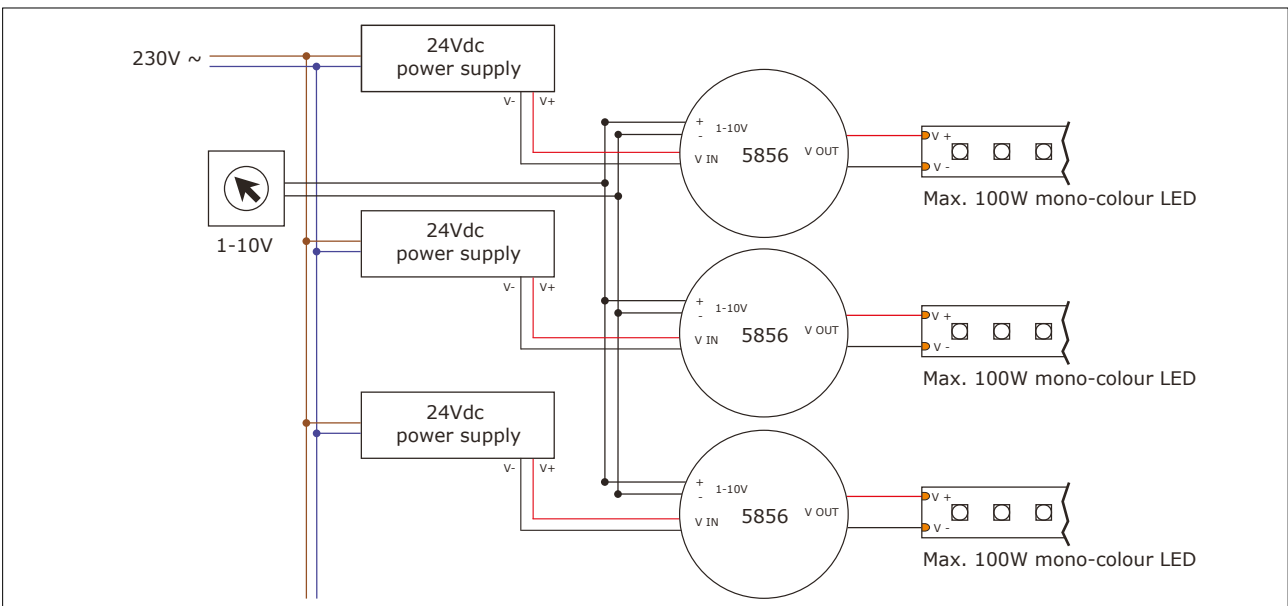 230V ~
24Vdc
power supply
V- V+
1-10V
+
1-10V
-
V IN
5856
V OUT
V +
V -
Max. 100W mono-colour LED
24Vdc
power supply
V- V+
+
1-10V
-
V IN
5856
V OUT
V +
V -
Max. 100W mono-colour LED
24Vdc
power supply
V- V+
+
1-10V
-
V IN
5856
V OUT
V +
V -
Max. 100W mono-colour LED